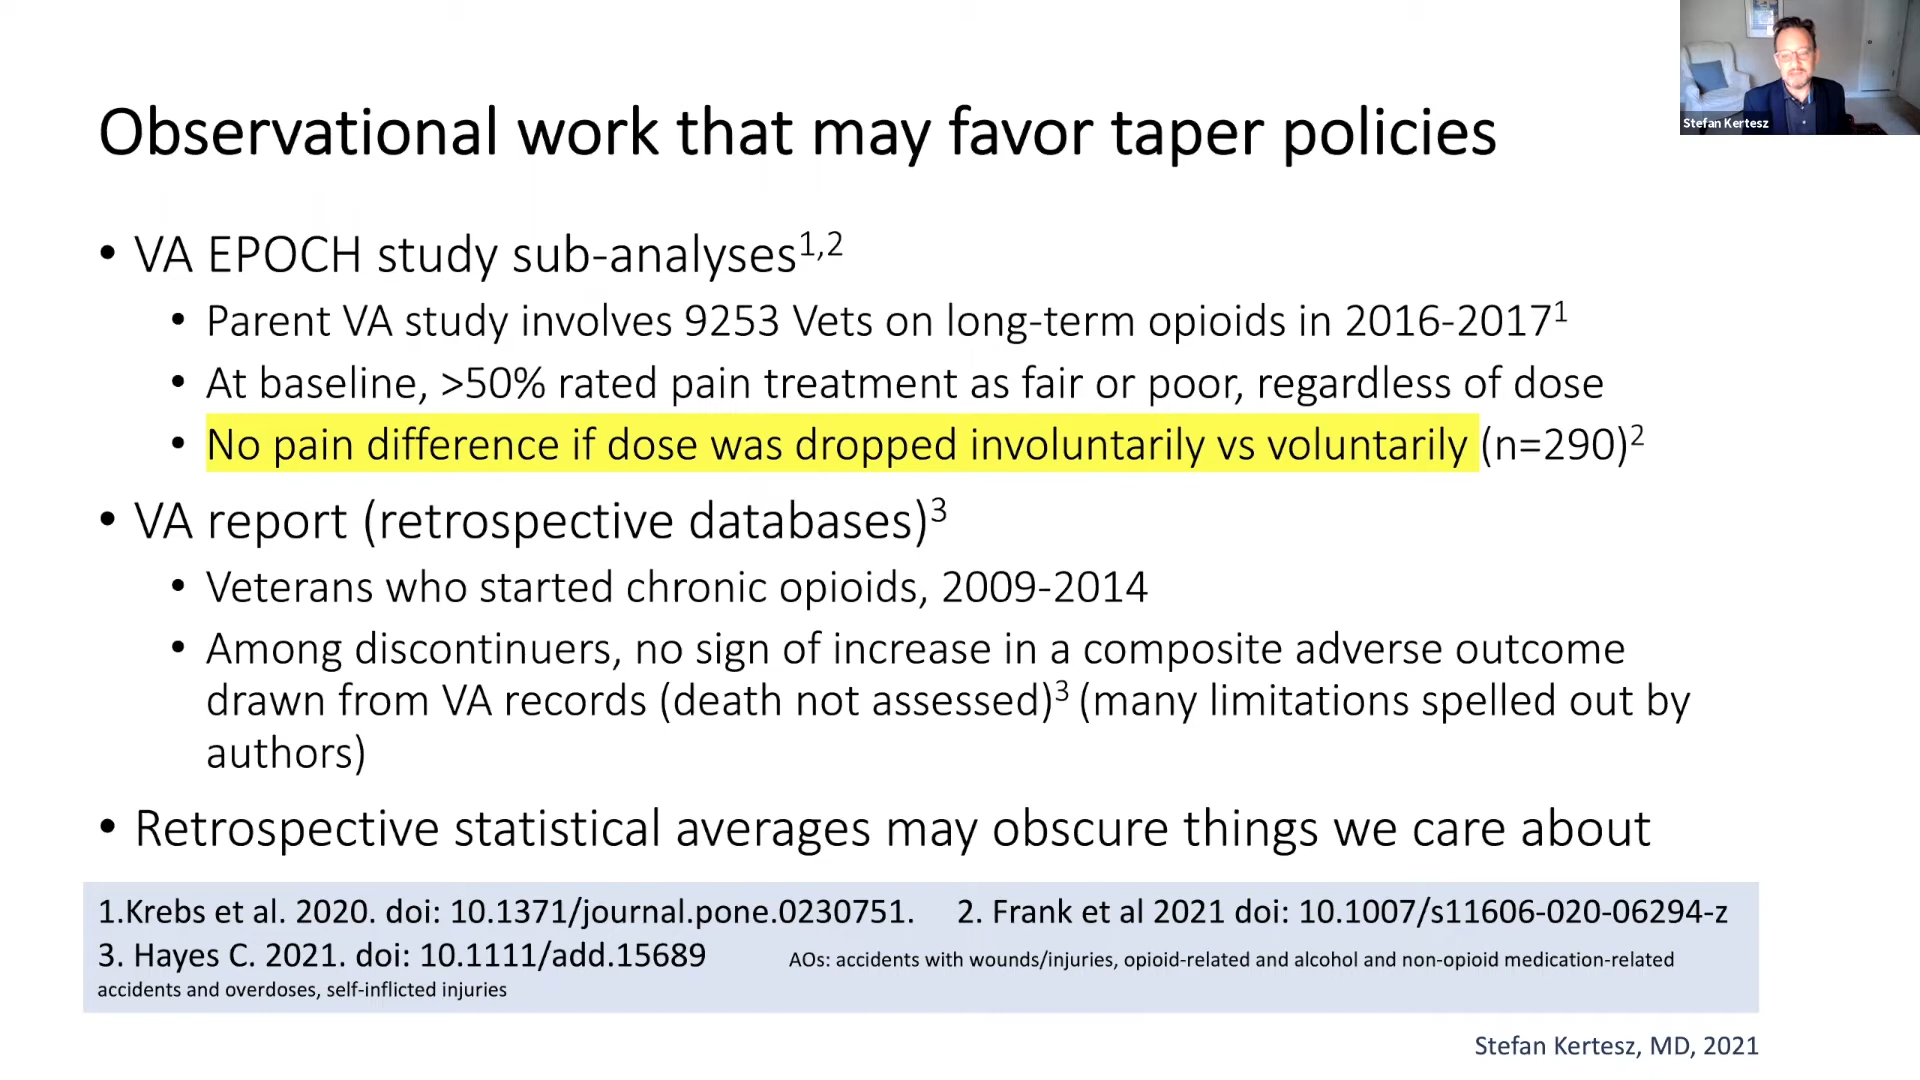 Observational work that may favor taper policies
Stefan Kertesz
• VA EPOCH study sub-analyses1,2
• Parent VA study involves 9253 Vets on long-term opioids in 2016-20171
• At baseline, >50% rated pain treatment as fair or poor, regardless of dose
• No pain difference if dose was dropped involuntarily vs voluntarily (n=290)2
• VA report (retrospective databases)3
• Veterans who started chronic opioids, 2009-2014
• Among discontinuers, no sign of increase in a composite adverse outcome
drawn from VA records (death not assessed)3 (many limitations spelled out by
authors)
• Retrospective statistical averages may obscure things we care about
1.Krebs et al. 2020. doi: 10.1371/journal.pone.0230751. 2. Frank et al 2021 doi: 10.1007/s11606-020-06294-z
3. Hayes C. 2021. doi: 10.1111/add.15689 AOs: accidents with wounds/injuries, opioid-related and alcohol and non-opioid medication-related
accidents and overdoses, self-inflicted injuries
Stefan Kertesz, MD, 2021